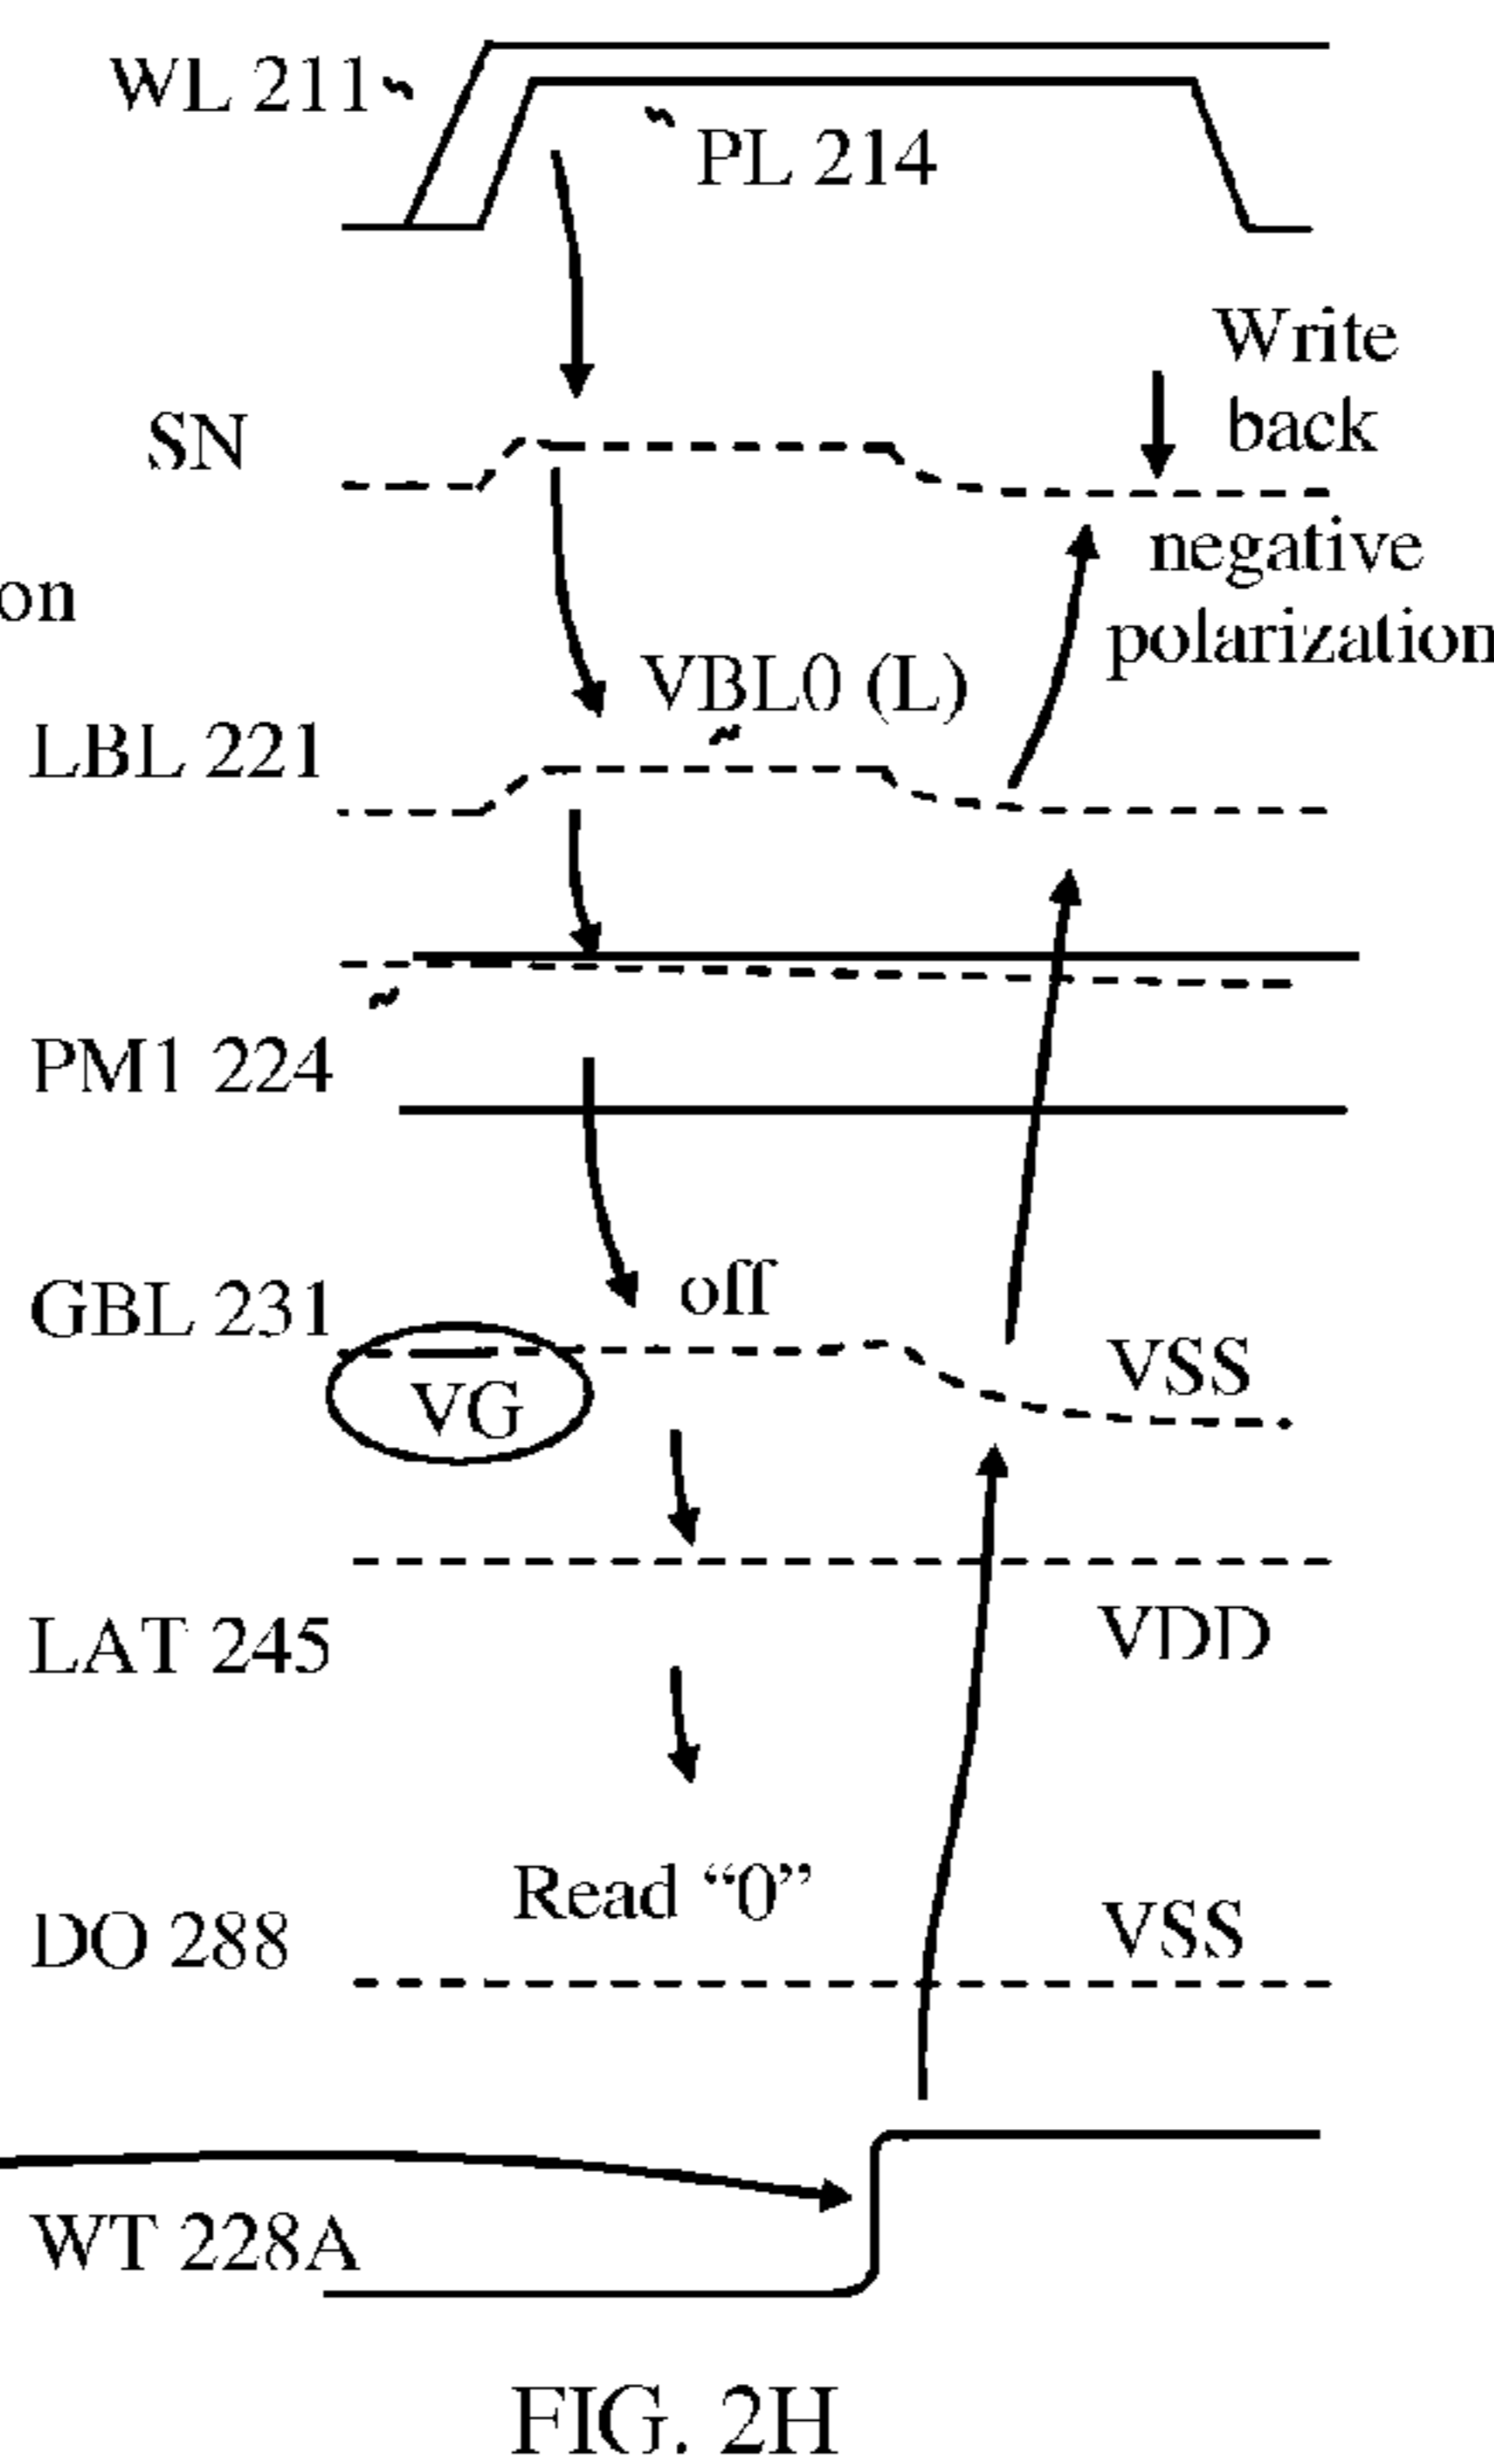 WL 211
PL 214
Write
back
SN
negative
polarization
on
VBL0 (L)
LBL 221
PM1 224
GBL 231
off
VG
VSS
LAT 245
VDD
Read “0”
DO 288
VSS
WT 228A
FIG. 2H